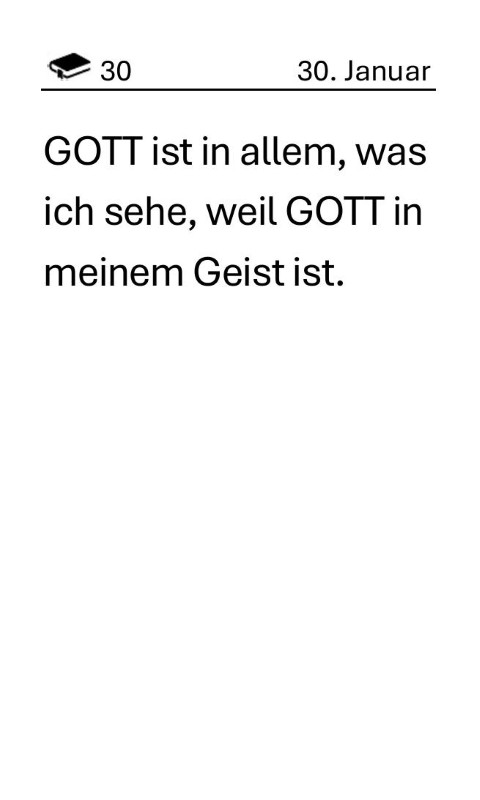 30 30. Januar
GOTT ist in allem, was
ich sehe, weil GOTT in
meinem Geist ist.